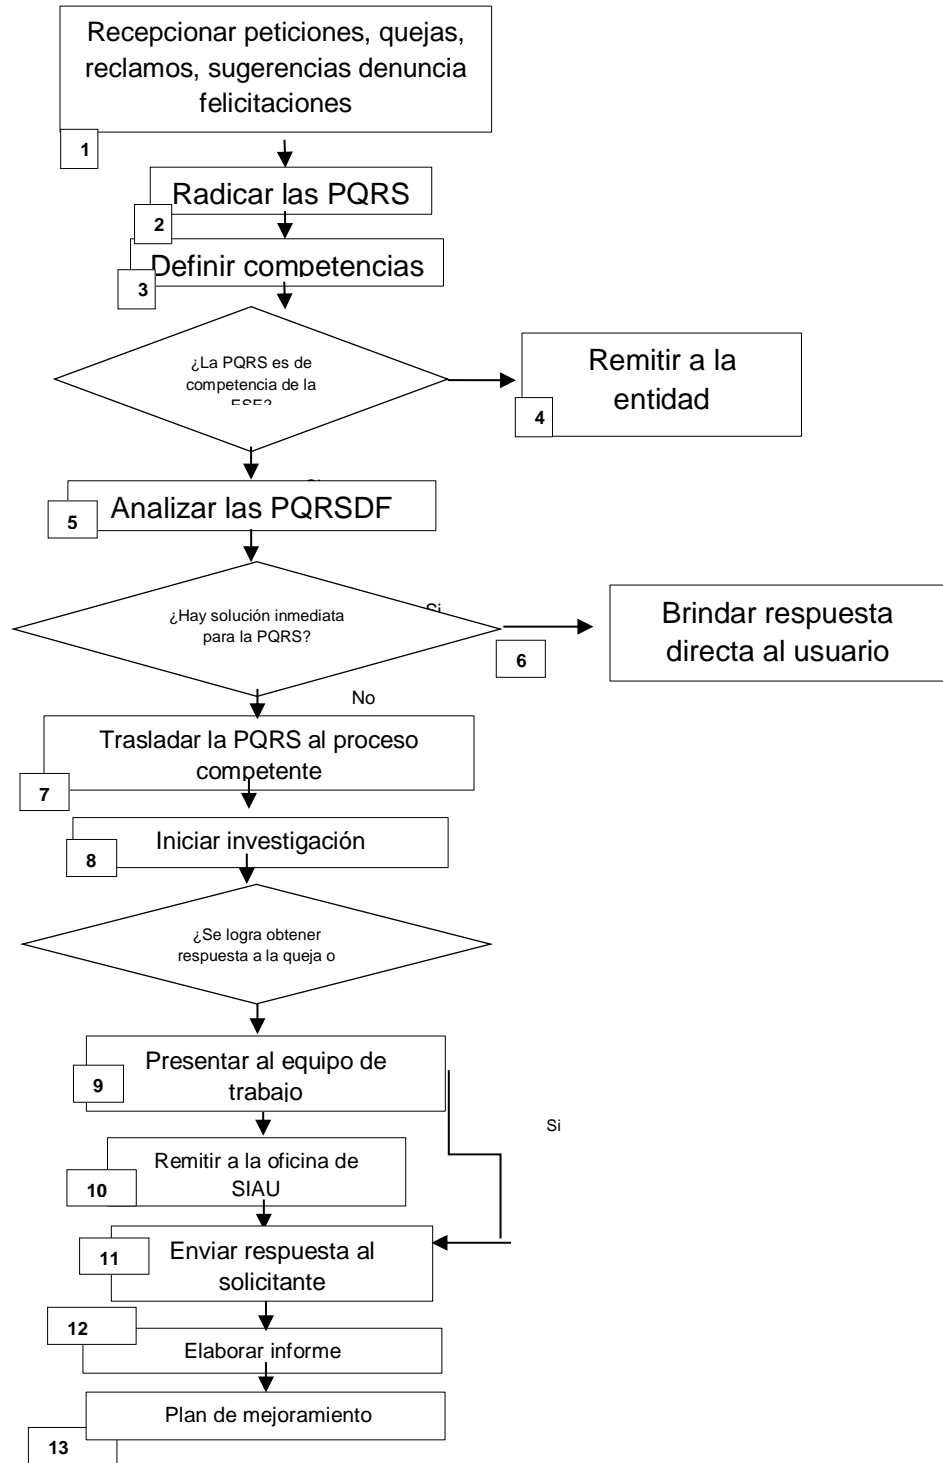 Recepcionar peticiones, quejas,
reclamos, sugerencias denuncia
felicitaciones
1
Radicar las PQRS
2
Definir competencias
3
¿La PQRS es de
competencia de la
ESE?
Remitir a la
entidad
4
Analizar las PQRSDF
5
¿Hay solución inmediata
para la PQRS?
Si
6
Brindar respuesta
directa al usuario
No
Trasladar la PQRS al proceso
competente
7
Iniciar investigación
8
¿Se logra obtener
respuesta a la queja o
Presentar al equipo de
trabajo
9
Si
Remitir a la oficina de
SIAU
10
Enviar respuesta al
solicitante
11
12
Elaborar informe
Plan de mejoramiento
13